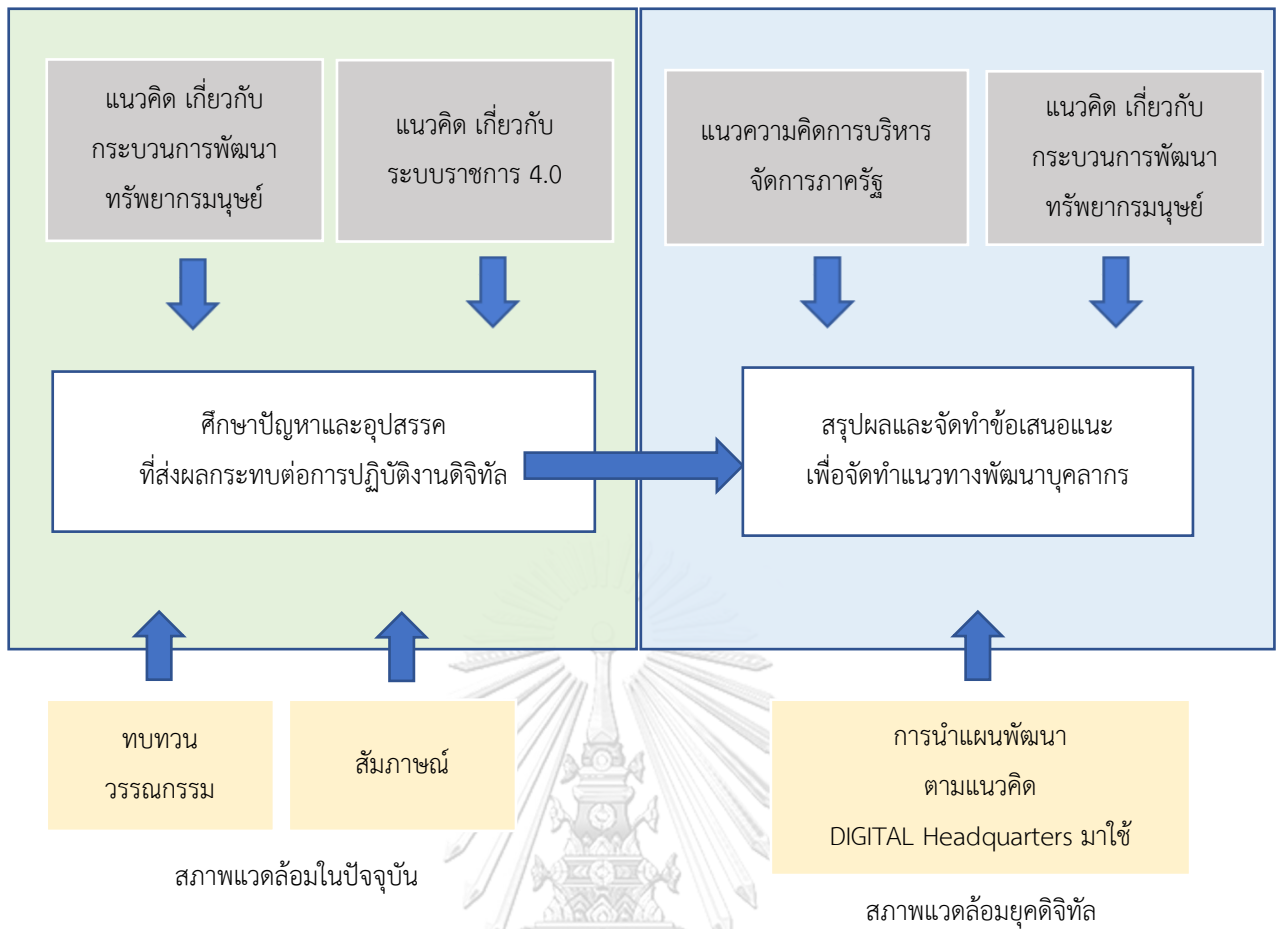 แนวคิด เกี่ยวกับ
กระบวนการพัฒนา
ทรัพยากรมนุษย์
แนวคิด เกี่ยวกับ
ระบบราชการ 4.0
แนวความคิดการบริหาร
จัดการภาครัฐ
แนวคิด เกี่ยวกับ
กระบวนการพัฒนา
ทรัพยากรมนุษย์
ศึกษาปัญหาและอุปสรรค
ที่ส่งผลกระทบต่อการปฏิบัติงานดิจิทัล
สรุปผลและจัดทำข้อเสนอแนะ
เพื่อจัดทำแนวทางพัฒนาบุคลากร
ทบทวน
วรรณกรรม
สัมภาษณ์
การนำแผนพัฒนา
ตามแนวคิด
DIGITAL Headquarters มาใช้
สภาพแวดล้อมในปัจจุบัน
สภาพแวดล้อมยุคดิจิทัล